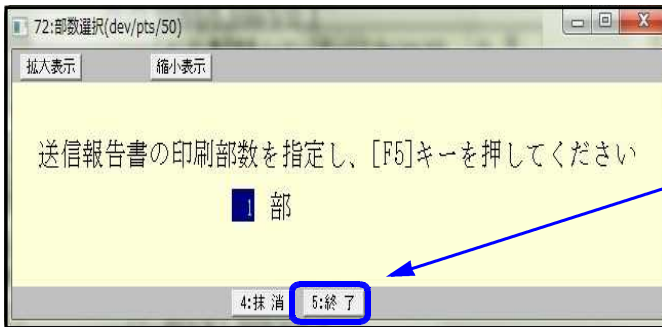 72:部数選択(dev/pts/50)
拡大表示 縮小表示
送信報告書の印刷部数を指定し、[F5]キーを押してください
1 部
4:抹 消 5:終 了